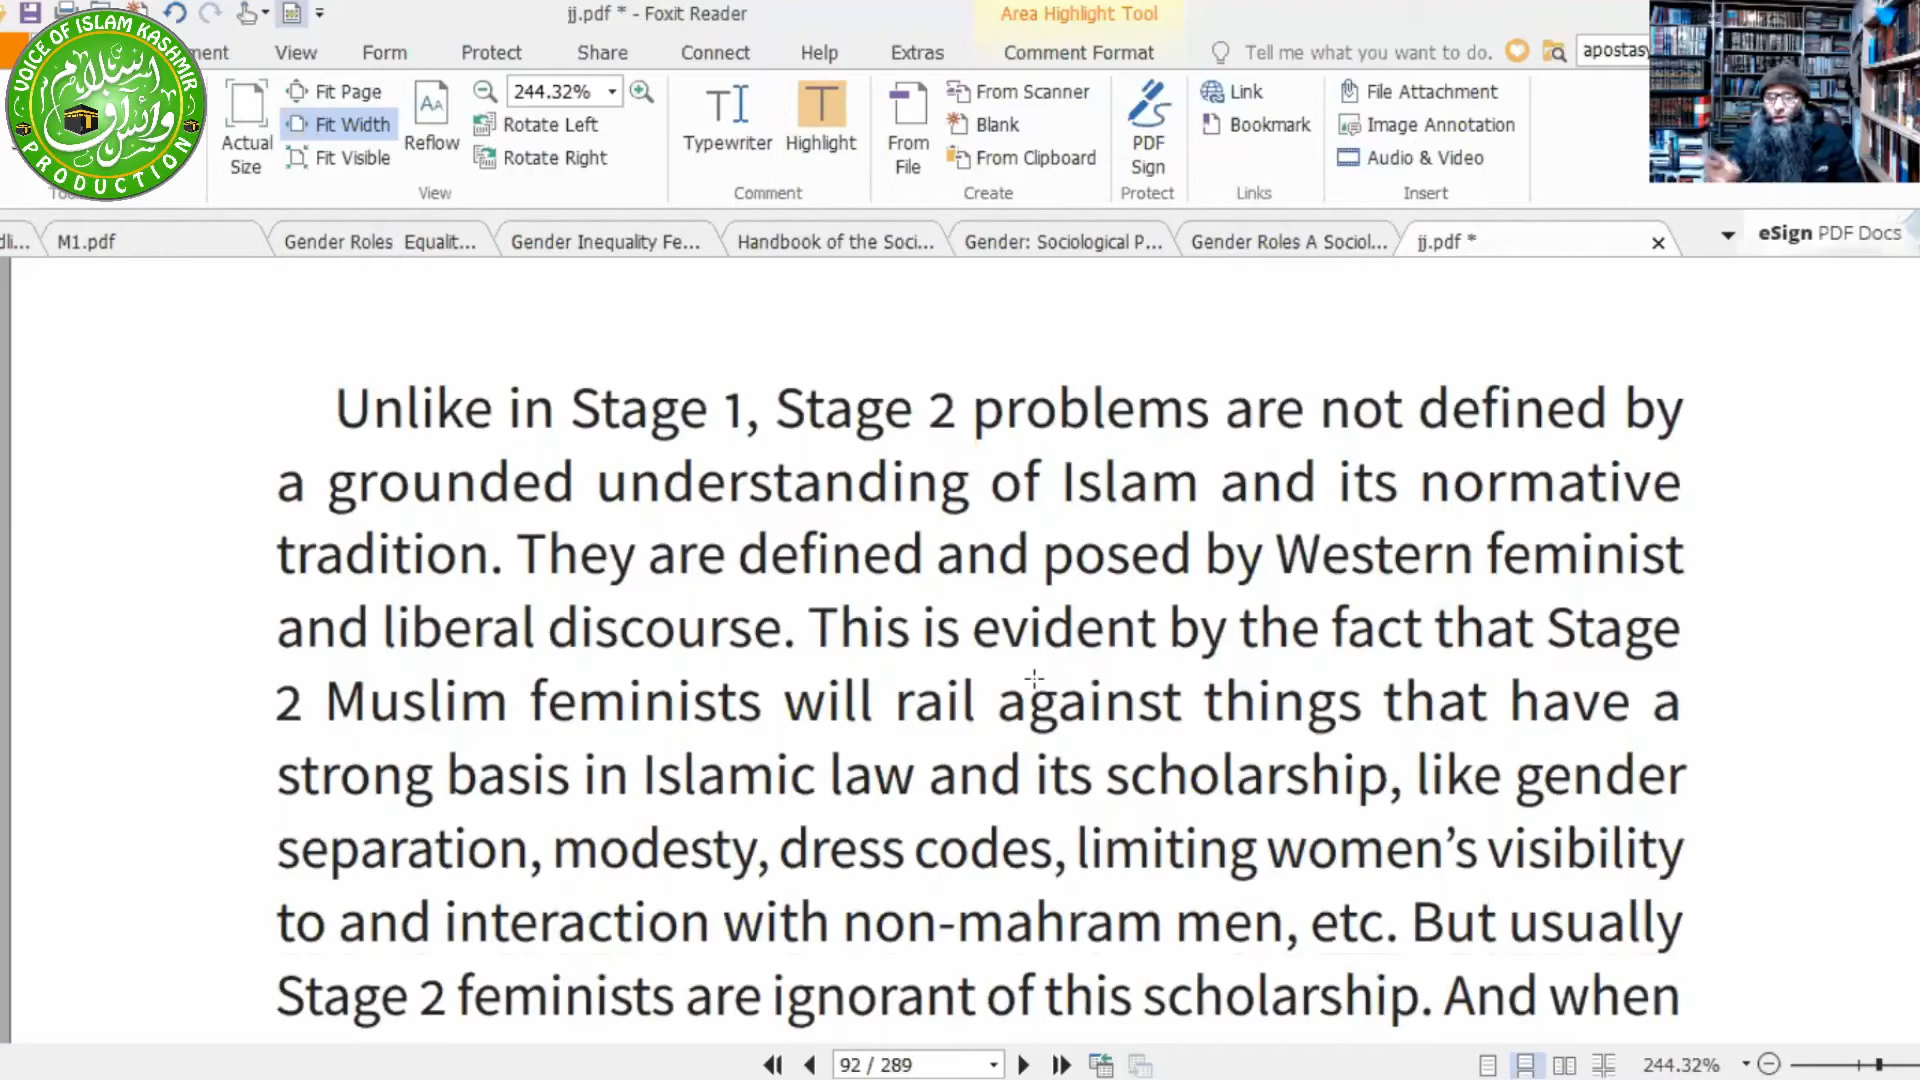 jj.pdf * - Foxit Reader
Area Highlight Tool
VOICE OF ISLAM KASHMIR
PRODUCTION
View Form Protect Share Connect Help Extras Comment Format Tell me what you want to do. apostasy
Actual Size
Fit Page
Fit Width
Fit Visible
Reflow
244.32%
Rotate Left
Rotate Right
View
Typewriter
Highlight
Comment
From File
From Scanner
Blank
From Clipboard
Create
PDF Sign
Protect
Link
Bookmark
Links
File Attachment
Image Annotation
Audio & Video
Insert
M1.pdf
Gender Roles Equalit...
Gender Inequality Fe...
Handbook of the Soci...
Gender: Sociological P...
Gender Roles A Sociol...
jj.pdf *
eSign PDF Docs
Unlike in Stage 1, Stage 2 problems are not defined by
a grounded understanding of Islam and its normative
tradition. They are defined and posed by Western feminist
and liberal discourse. This is evident by the fact that Stage
2 Muslim feminists will rail against things that have a
strong basis in Islamic law and its scholarship, like gender
separation, modesty, dress codes, limiting women’s visibility
to and interaction with non-mahram men, etc. But usually
Stage 2 feminists are ignorant of this scholarship. And when
92 / 289
244.32%